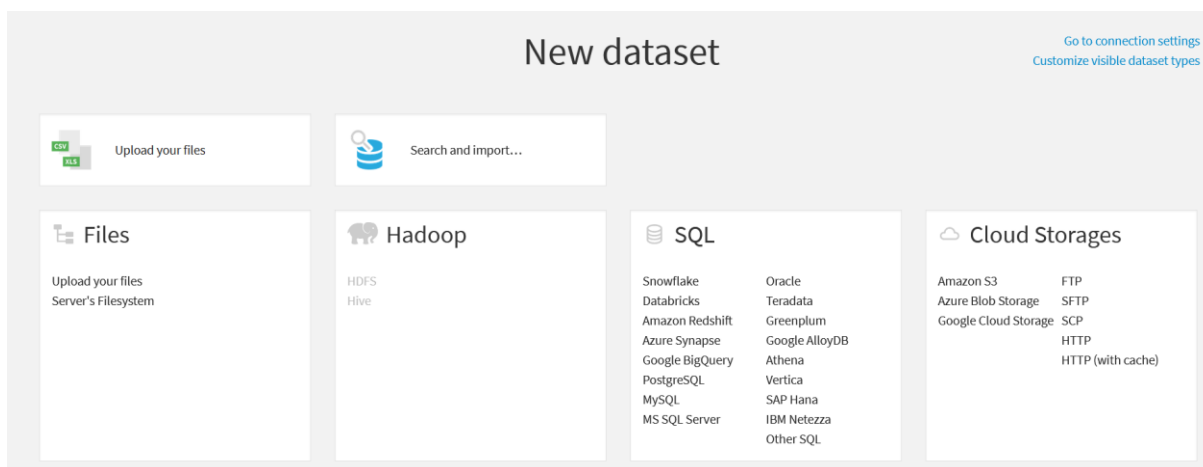 New dataset
Go to connection settings
Customize visible dataset types
CSV
XLS
Upload your files
Search and import...
Files
Upload your files
Server's Filesystem
Hadoop
HDFS
Hive
SQL
Snowflake
Databricks
Amazon Redshift
Azure Synapse
Google BigQuery
PostgreSQL
MySQL
MS SQL Server
Oracle
Teradata
Greenplum
Google AlloyDB
Athena
Vertica
SAP Hana
IBM Netezza
Other SQL
Cloud Storages
Amazon S3
Azure Blob Storage
Google Cloud Storage
FTP
SFTP
SCP
HTTP
HTTP (with cache)